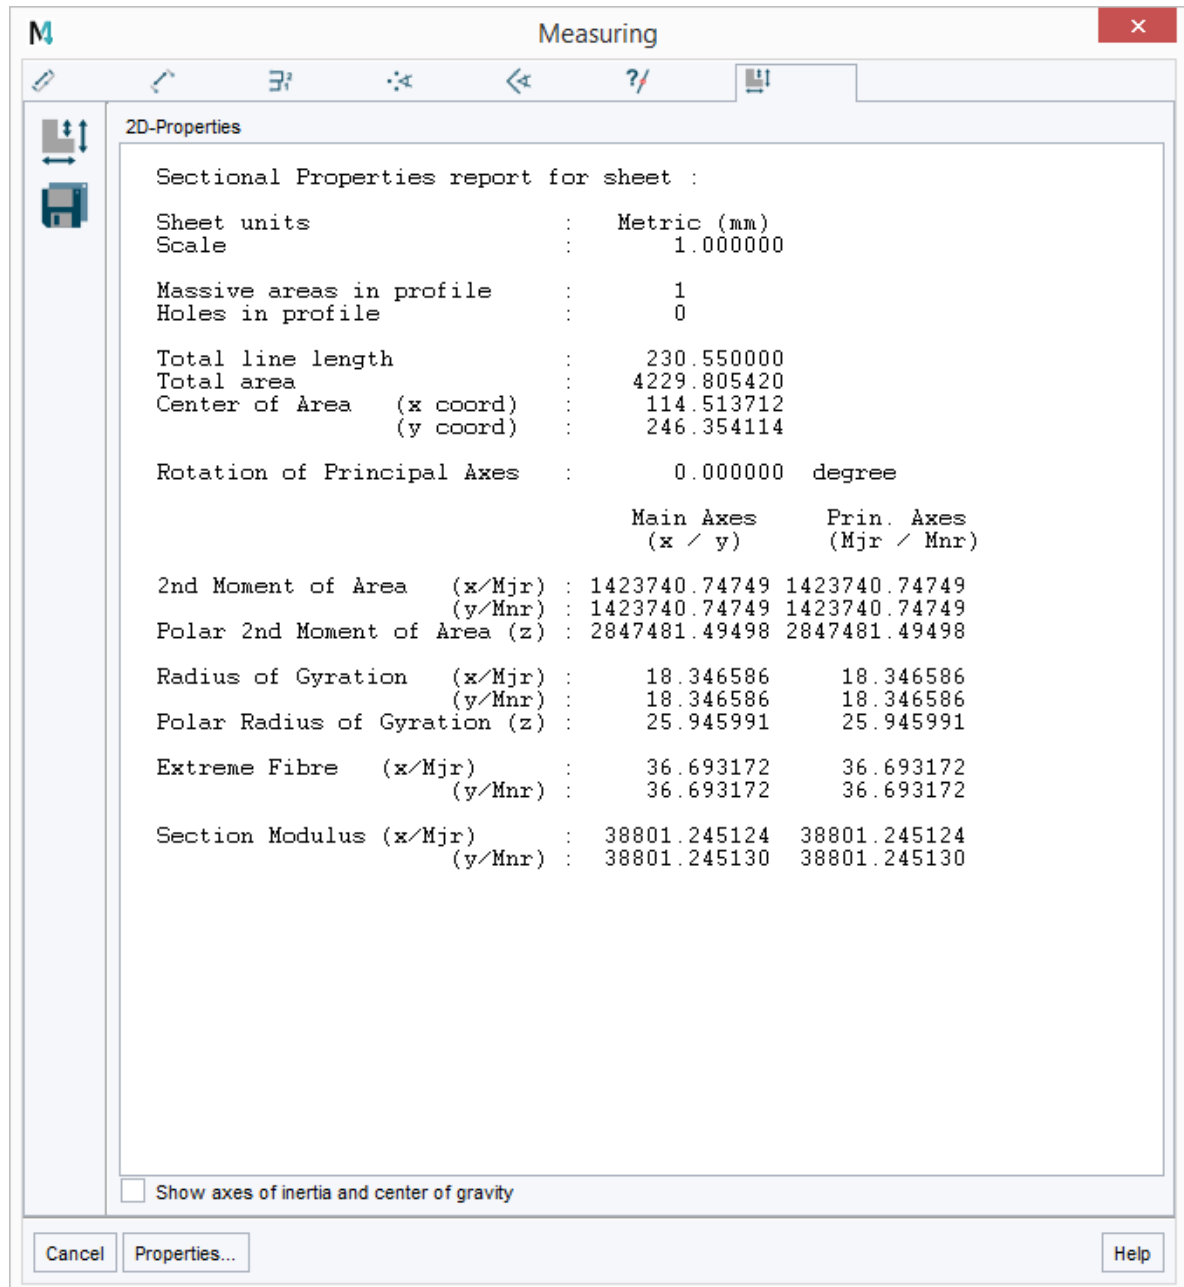 Measuring
2D-Properties
Sectional Properties report for sheet :
Sheet units : Metric (mm)
Scale : 1.000000
Massive areas in profile : 1
Holes in profile : 0
Total line length : 230.550000
Total area : 4229.805420
Center of Area (x coord) : 114.513712
(y coord) : 246.354114
Rotation of Principal Axes : 0.000000 degree
Main Axes Prin. Axes
(x / y) (Mjr / Mnr)
2nd Moment of Area (x/Mjr) : 1423740.74749 1423740.74749
(y/Mnr) : 1423740.74749 1423740.74749
Polar 2nd Moment of Area (z) : 2847481.49498 2847481.49498
Radius of Gyration (x/Mjr) : 18.346586 18.346586
(y/Mnr) : 18.346586 18.346586
Polar Radius of Gyration (z) : 25.945991 25.945991
Extreme Fibre (x/Mjr) : 36.693172 36.693172
(y/Mnr) : 36.693172 36.693172
Section Modulus (x/Mjr) : 38801.245124 38801.245124
(y/Mnr) : 38801.245130 38801.245130
Show axes of inertia and center of gravity
Cancel Properties... Help